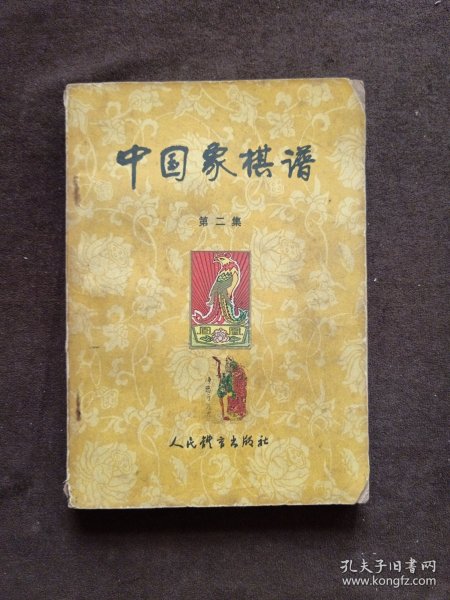 中国象棋谱
第二集
人民体育出版社
孔夫子旧书网
www.kongfz.com